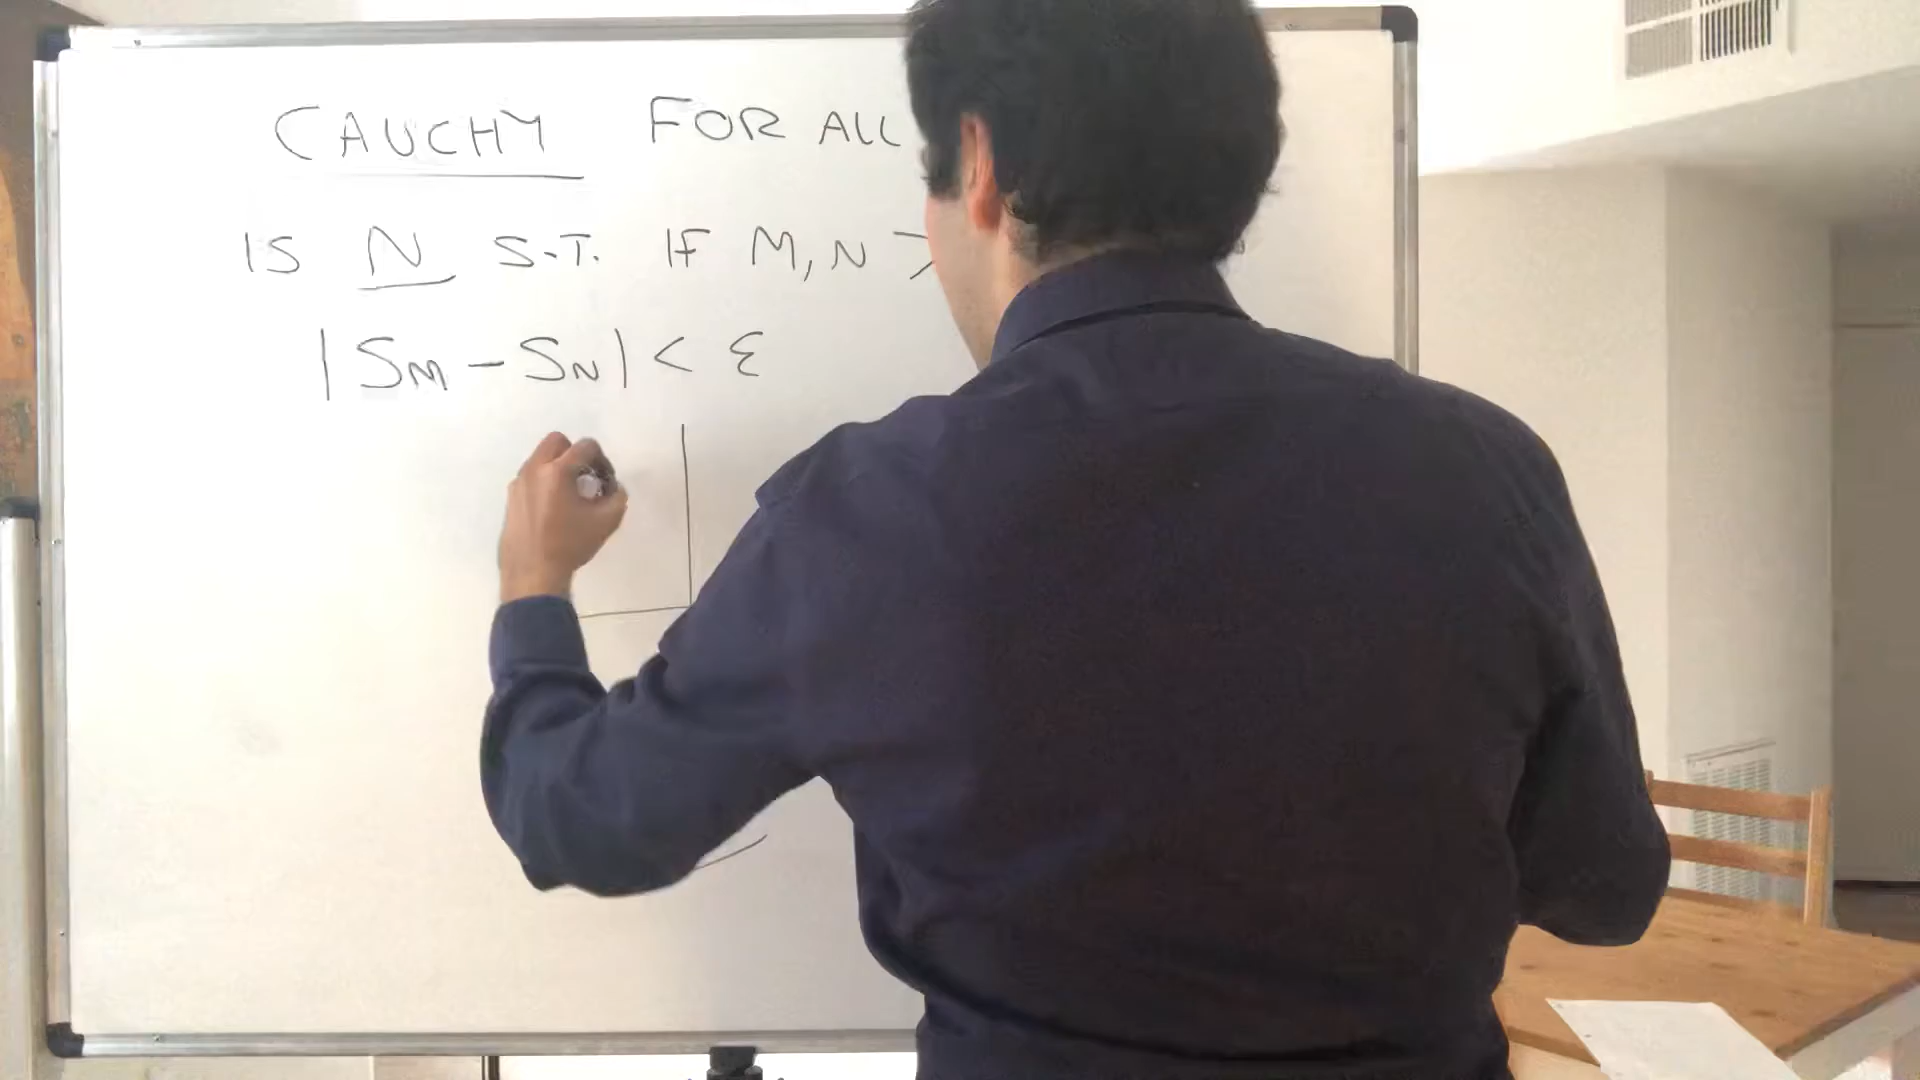 CAUCHY FOR ALL
IS N S.T. IF M, N >
|SM - SN| < ε